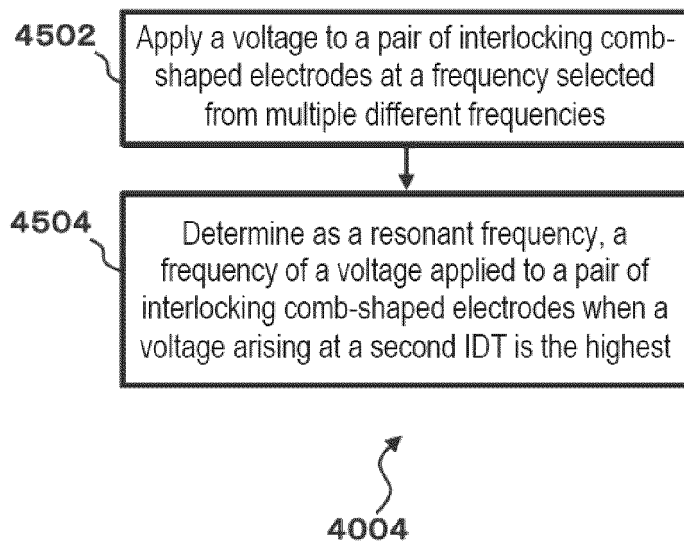 4502
Apply a voltage to a pair of interlocking comb-
shaped electrodes at a frequency selected
from multiple different frequencies
4504
Determine as a resonant frequency, a
frequency of a voltage applied to a pair of
interlocking comb-shaped electrodes when a
voltage arising at a second IDT is the highest
4004